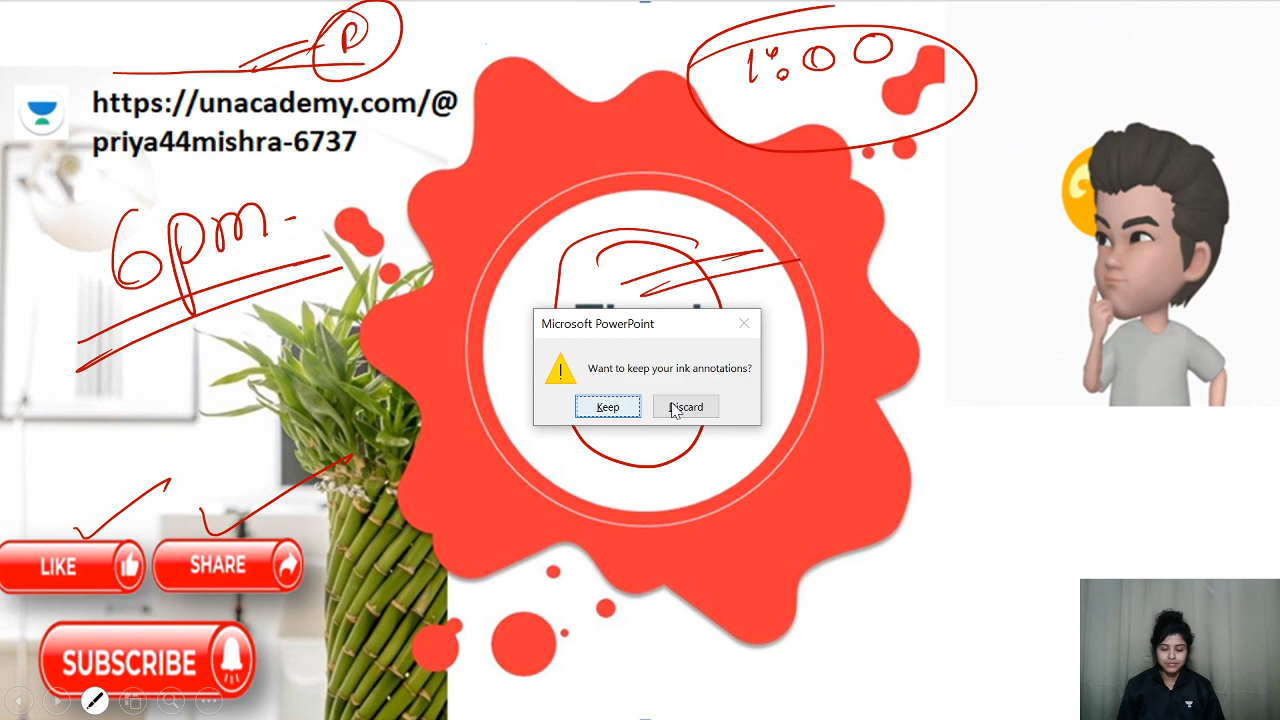 P
1:00
https://unacademy.com/@
priya44mishra-6737
6pm-
Microsoft PowerPoint
Want to keep your ink annotations?
Keep
Discard
LIKE
SHARE
SUBSCRIBE